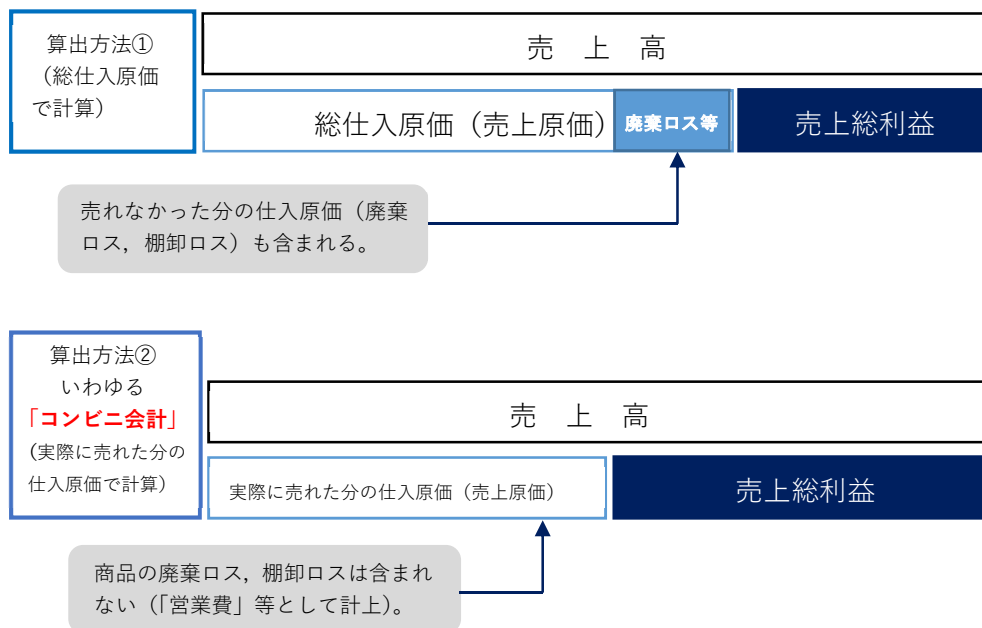 算出方法①
（総仕入原価
で計算）
売　上　高
総仕入原価（売上原価）
廃棄ロス等
売上総利益
売れなかった分の仕入原価（廃棄
ロス，棚卸ロス）も含まれる。
算出方法②
いわゆる
「コンビニ会計」
（実際に売れた分の
仕入原価で計算）
売　上　高
実際に売れた分の仕入原価（売上原価）
売上総利益
商品の廃棄ロス，棚卸ロスは含まれ
ない（「営業費」等として計上）。